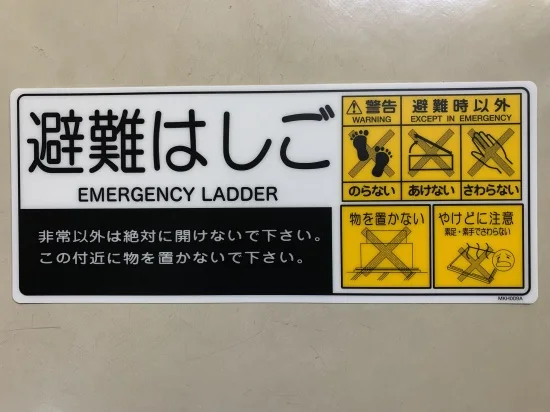 避難はしご
EMERGENCY LADDER
非常以外は絶対に開けないで下さい。
この付近に物を置かないで下さい。
警告
WARNING
避難時以外
EXCEPT IN EMERGENCY
のらない
あけない
さわらない
物を置かない
やけどに注意
素足・素手でさわらない
MKH009A